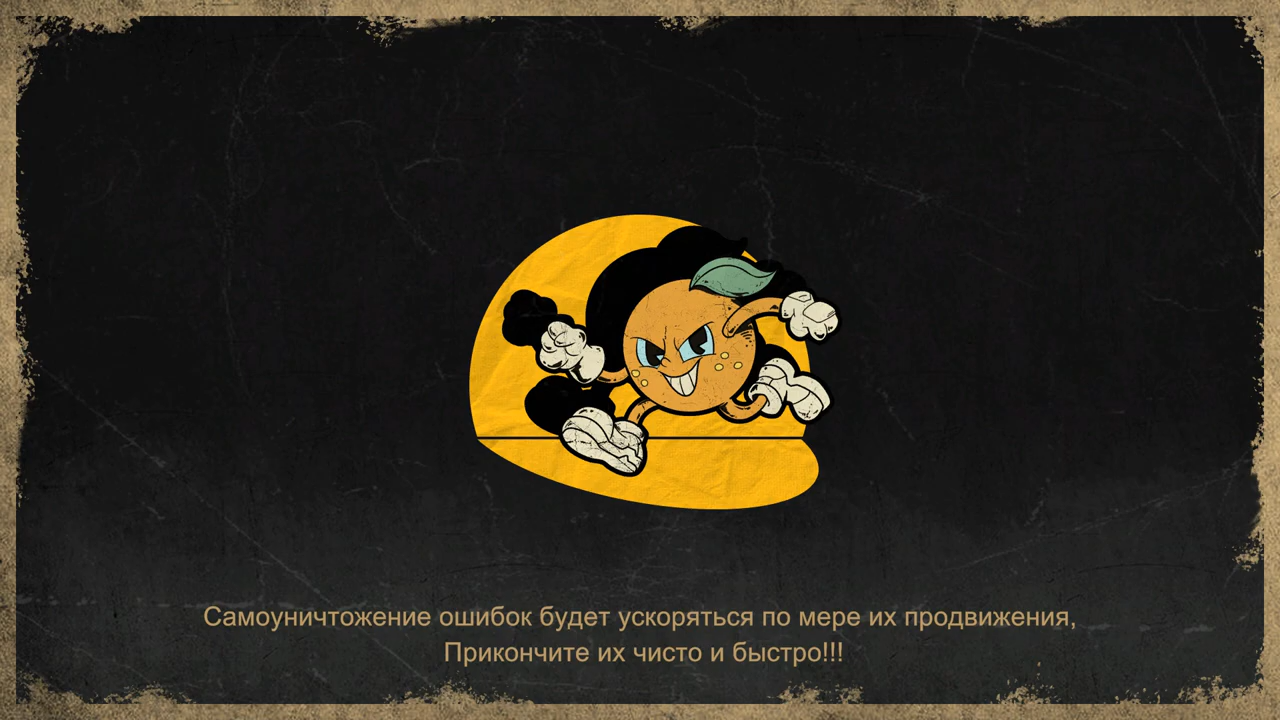 Самоуничтожение ошибок будет ускоряться по мере их продвижения,
Прикончите их чисто и быстро!!!